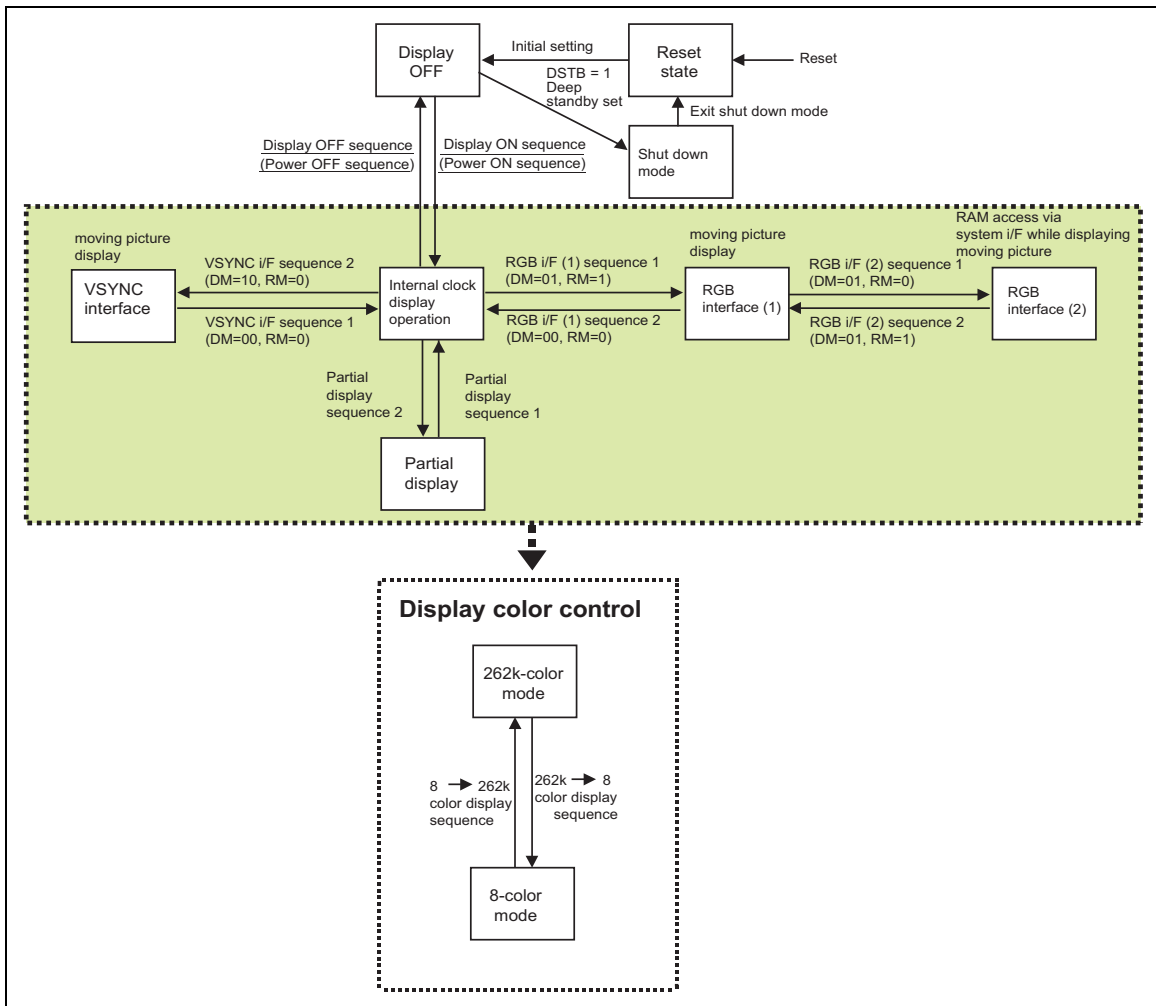 Display
OFF
Initial setting
Reset
state
Reset
DSTB = 1
Deep
standby set
Exit shut down mode
Shut down
mode
Display OFF sequence
(Power OFF sequence)
Display ON sequence
(Power ON sequence)
moving picture
display
VSYNC
interface
VSYNC i/F sequence 2
(DM=10, RM=0)
VSYNC i/F sequence 1
(DM=00, RM=0)
Internal clock
display
operation
RGB i/F (1) sequence 1
(DM=01, RM=1)
RGB i/F (1) sequence 2
(DM=00, RM=0)
moving picture
display
RGB
interface (1)
RGB i/F (2) sequence 1
(DM=01, RM=0)
RGB i/F (2) sequence 2
(DM=01, RM=1)
RAM access via
system i/F while displaying
moving picture
RGB
interface (2)
Partial
display
sequence 2
Partial
display
sequence 1
Partial
display
Display color control
262k-color
mode
8 → 262k
color display
sequence
262k → 8
color display
sequence
8-color
mode